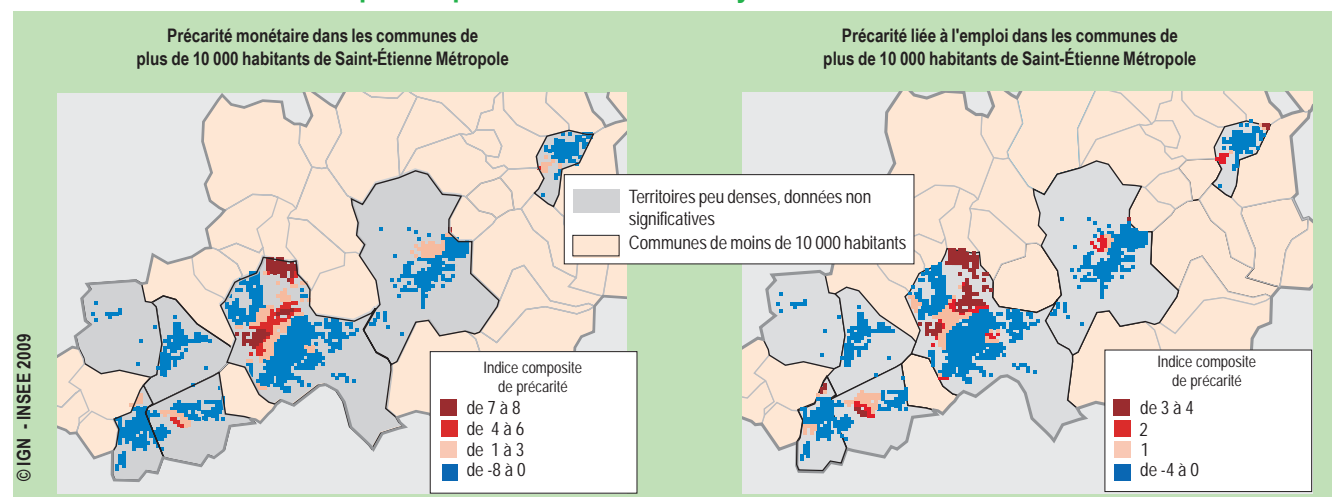 Précarité monétaire dans les communes de
plus de 10 000 habitants de Saint-Étienne Métropole
Précarité liée à l'emploi dans les communes de
plus de 10 000 habitants de Saint-Étienne Métropole
Territoires peu denses, données non
significatives
Communes de moins de 10 000 habitants
Indice composite
de précarité
de 7 à 8
de 4 à 6
de 1 à 3
de -8 à 0
Indice composite
de précarité
de 3 à 4
2
1
de -4 à 0
© IGN - INSEE 2009